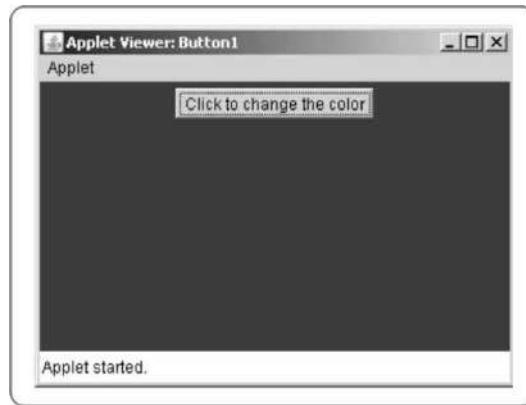 Applet Viewer: Button1
Applet
Click to change the color
Applet started.